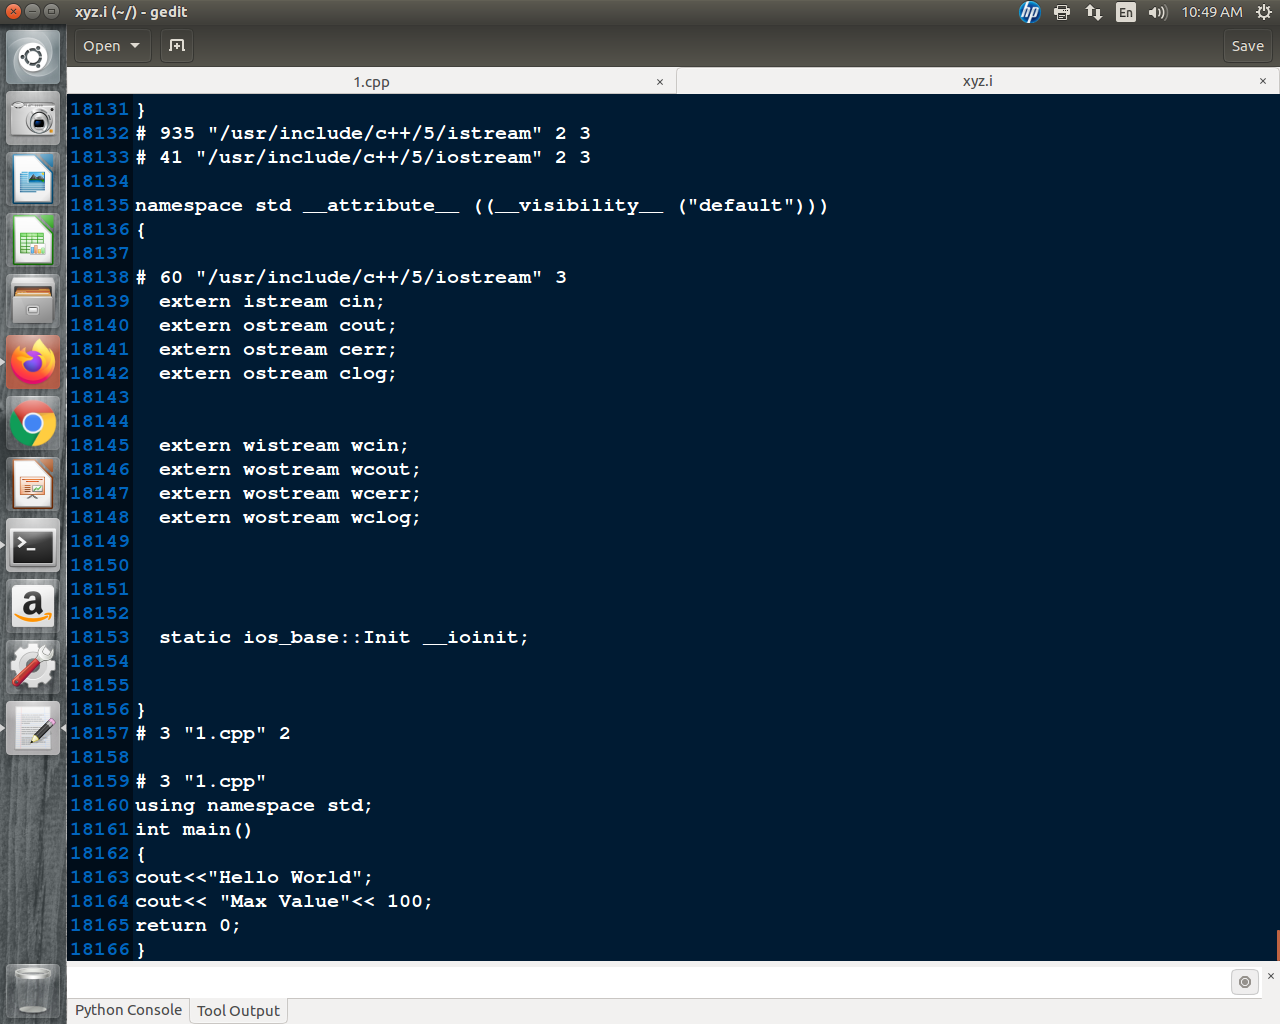 xyz.i (~/) - gedit
hp
En
10:49 AM
Open
Save
1.cpp ×
xyz.i ×
18131 }
18132 # 935 "/usr/include/c++/5/istream" 2 3
18133 # 41 "/usr/include/c++/5/iostream" 2 3
18134
18135 namespace std __attribute__ ((__visibility__ ("default")))
18136 {
18137
18138 # 60 "/usr/include/c++/5/iostream" 3
18139   extern istream cin;
18140   extern ostream cout;
18141   extern ostream cerr;
18142   extern ostream clog;
18143
18144
18145   extern wistream wcin;
18146   extern wostream wcout;
18147   extern wostream wcerr;
18148   extern wostream wclog;
18149
18150
18151
18152
18153   static ios_base::Init __ioinit;
18154
18155
18156 }
18157 # 3 "1.cpp" 2
18158
18159 # 3 "1.cpp"
18160 using namespace std;
18161 int main()
18162 {
18163 cout<<"Hello World";
18164 cout<< "Max Value"<< 100;
18165 return 0;
18166 }
Python Console
Tool Output